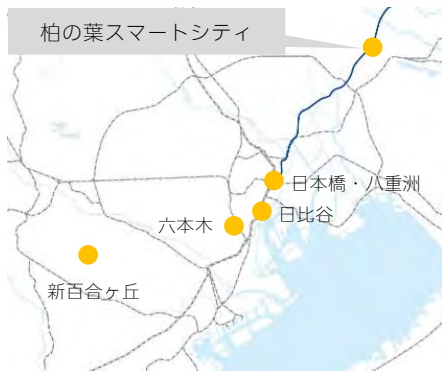 柏の葉スマートシティ
日本橋・八重洲
日比谷
六本木
新百合ヶ丘